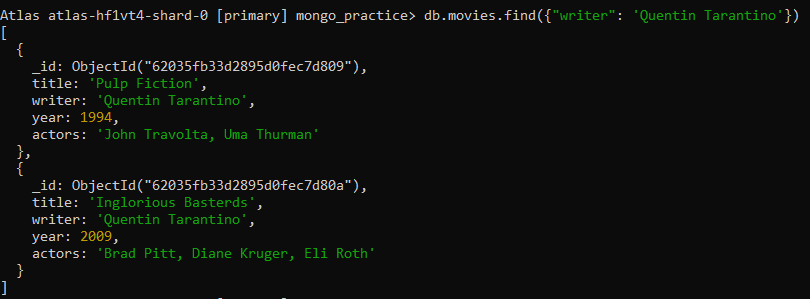 Atlas atlas-hf1vt4-shard-0 [primary] mongo_practice> db.movies.find({"writer": 'Quentin Tarantino'})
[
  {
    _id: ObjectId("62035fb33d2895d0fec7d809"),
    title: 'Pulp Fiction',
    writer: 'Quentin Tarantino',
    year: 1994,
    actors: 'John Travolta, Uma Thurman'
  },
  {
    _id: ObjectId("62035fb33d2895d0fec7d80a"),
    title: 'Inglorious Basterds',
    writer: 'Quentin Tarantino',
    year: 2009,
    actors: 'Brad Pitt, Diane Kruger, Eli Roth'
  }
]